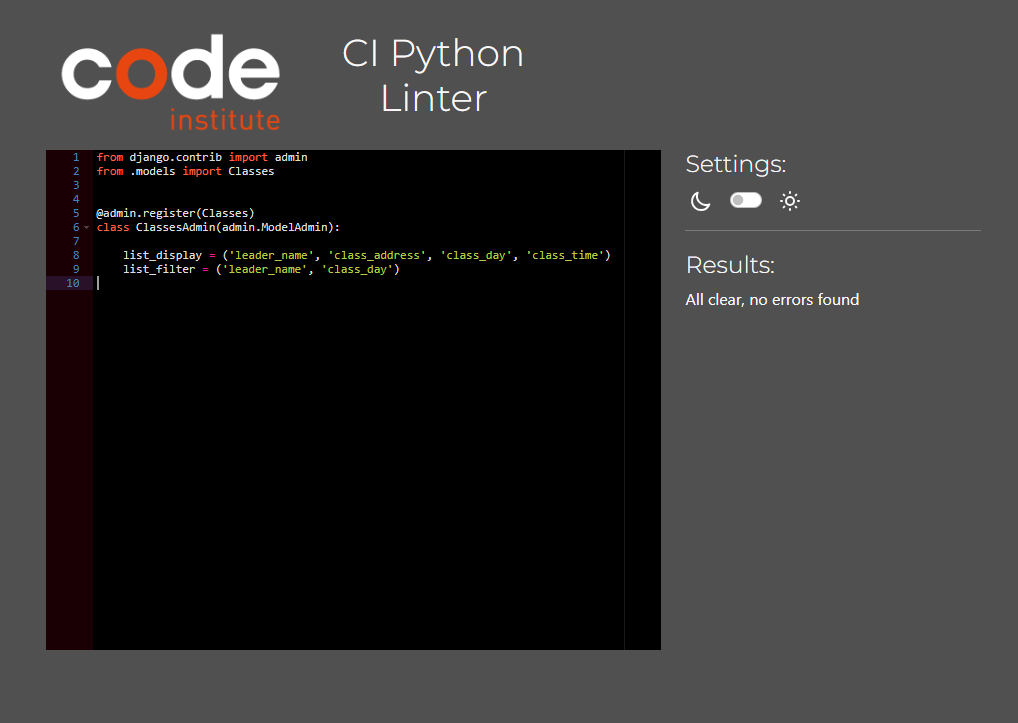 code
institute
CI Python
Linter
1 from django.contrib import admin
2 from .models import Classes
3
4
5 @admin.register(Classes)
6 class ClassesAdmin(admin.ModelAdmin):
7
8     list_display = ('leader_name', 'class_address', 'class_day', 'class_time')
9     list_filter = ('leader_name', 'class_day')
10
Settings:
Results:
All clear, no errors found